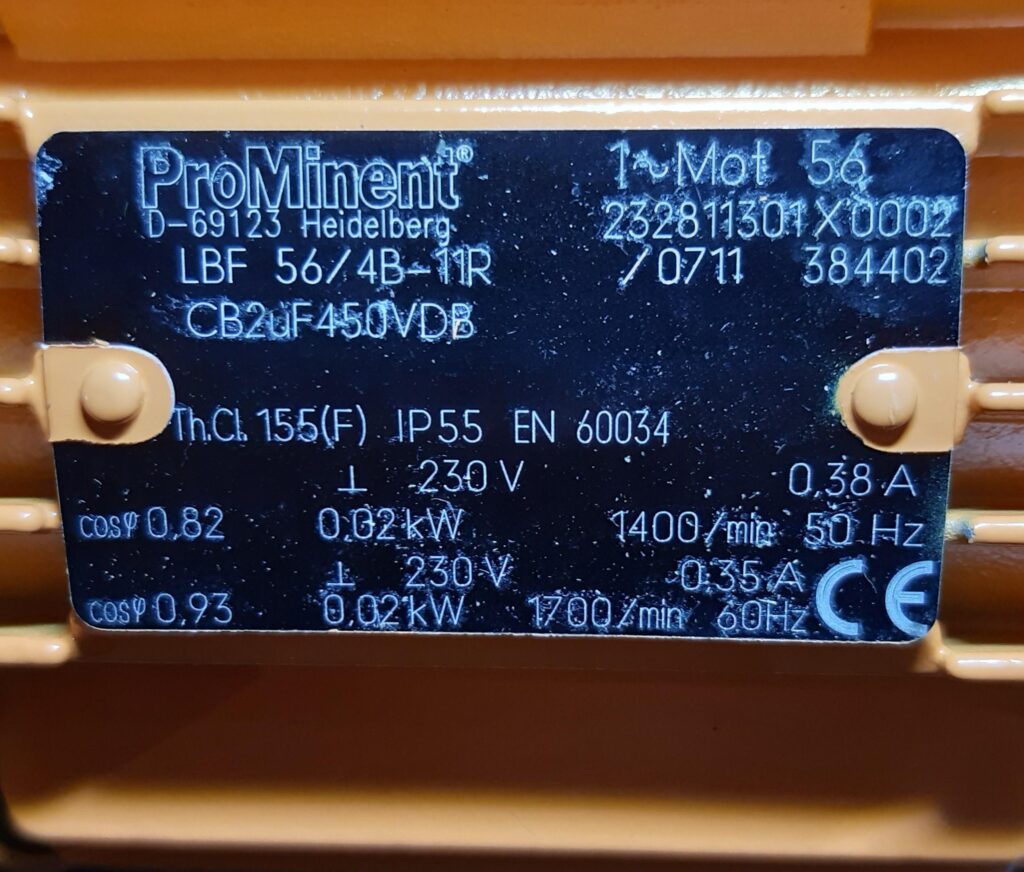 ProMinent® 1~Mot 56
D-69123 Heidelberg 232811301X0002
LBF 56/4B-11R /0711 384402
CB2uF450VDB
Th.Cl. 155(F) IP55 EN 60034
⊥ 230 V 0,38 A
cosφ 0,82 0,02 kW 1400/min 50 Hz
⊥ 230 V 0,35 A
cosφ 0,93 0,02 kW 1700/min 60Hz CE